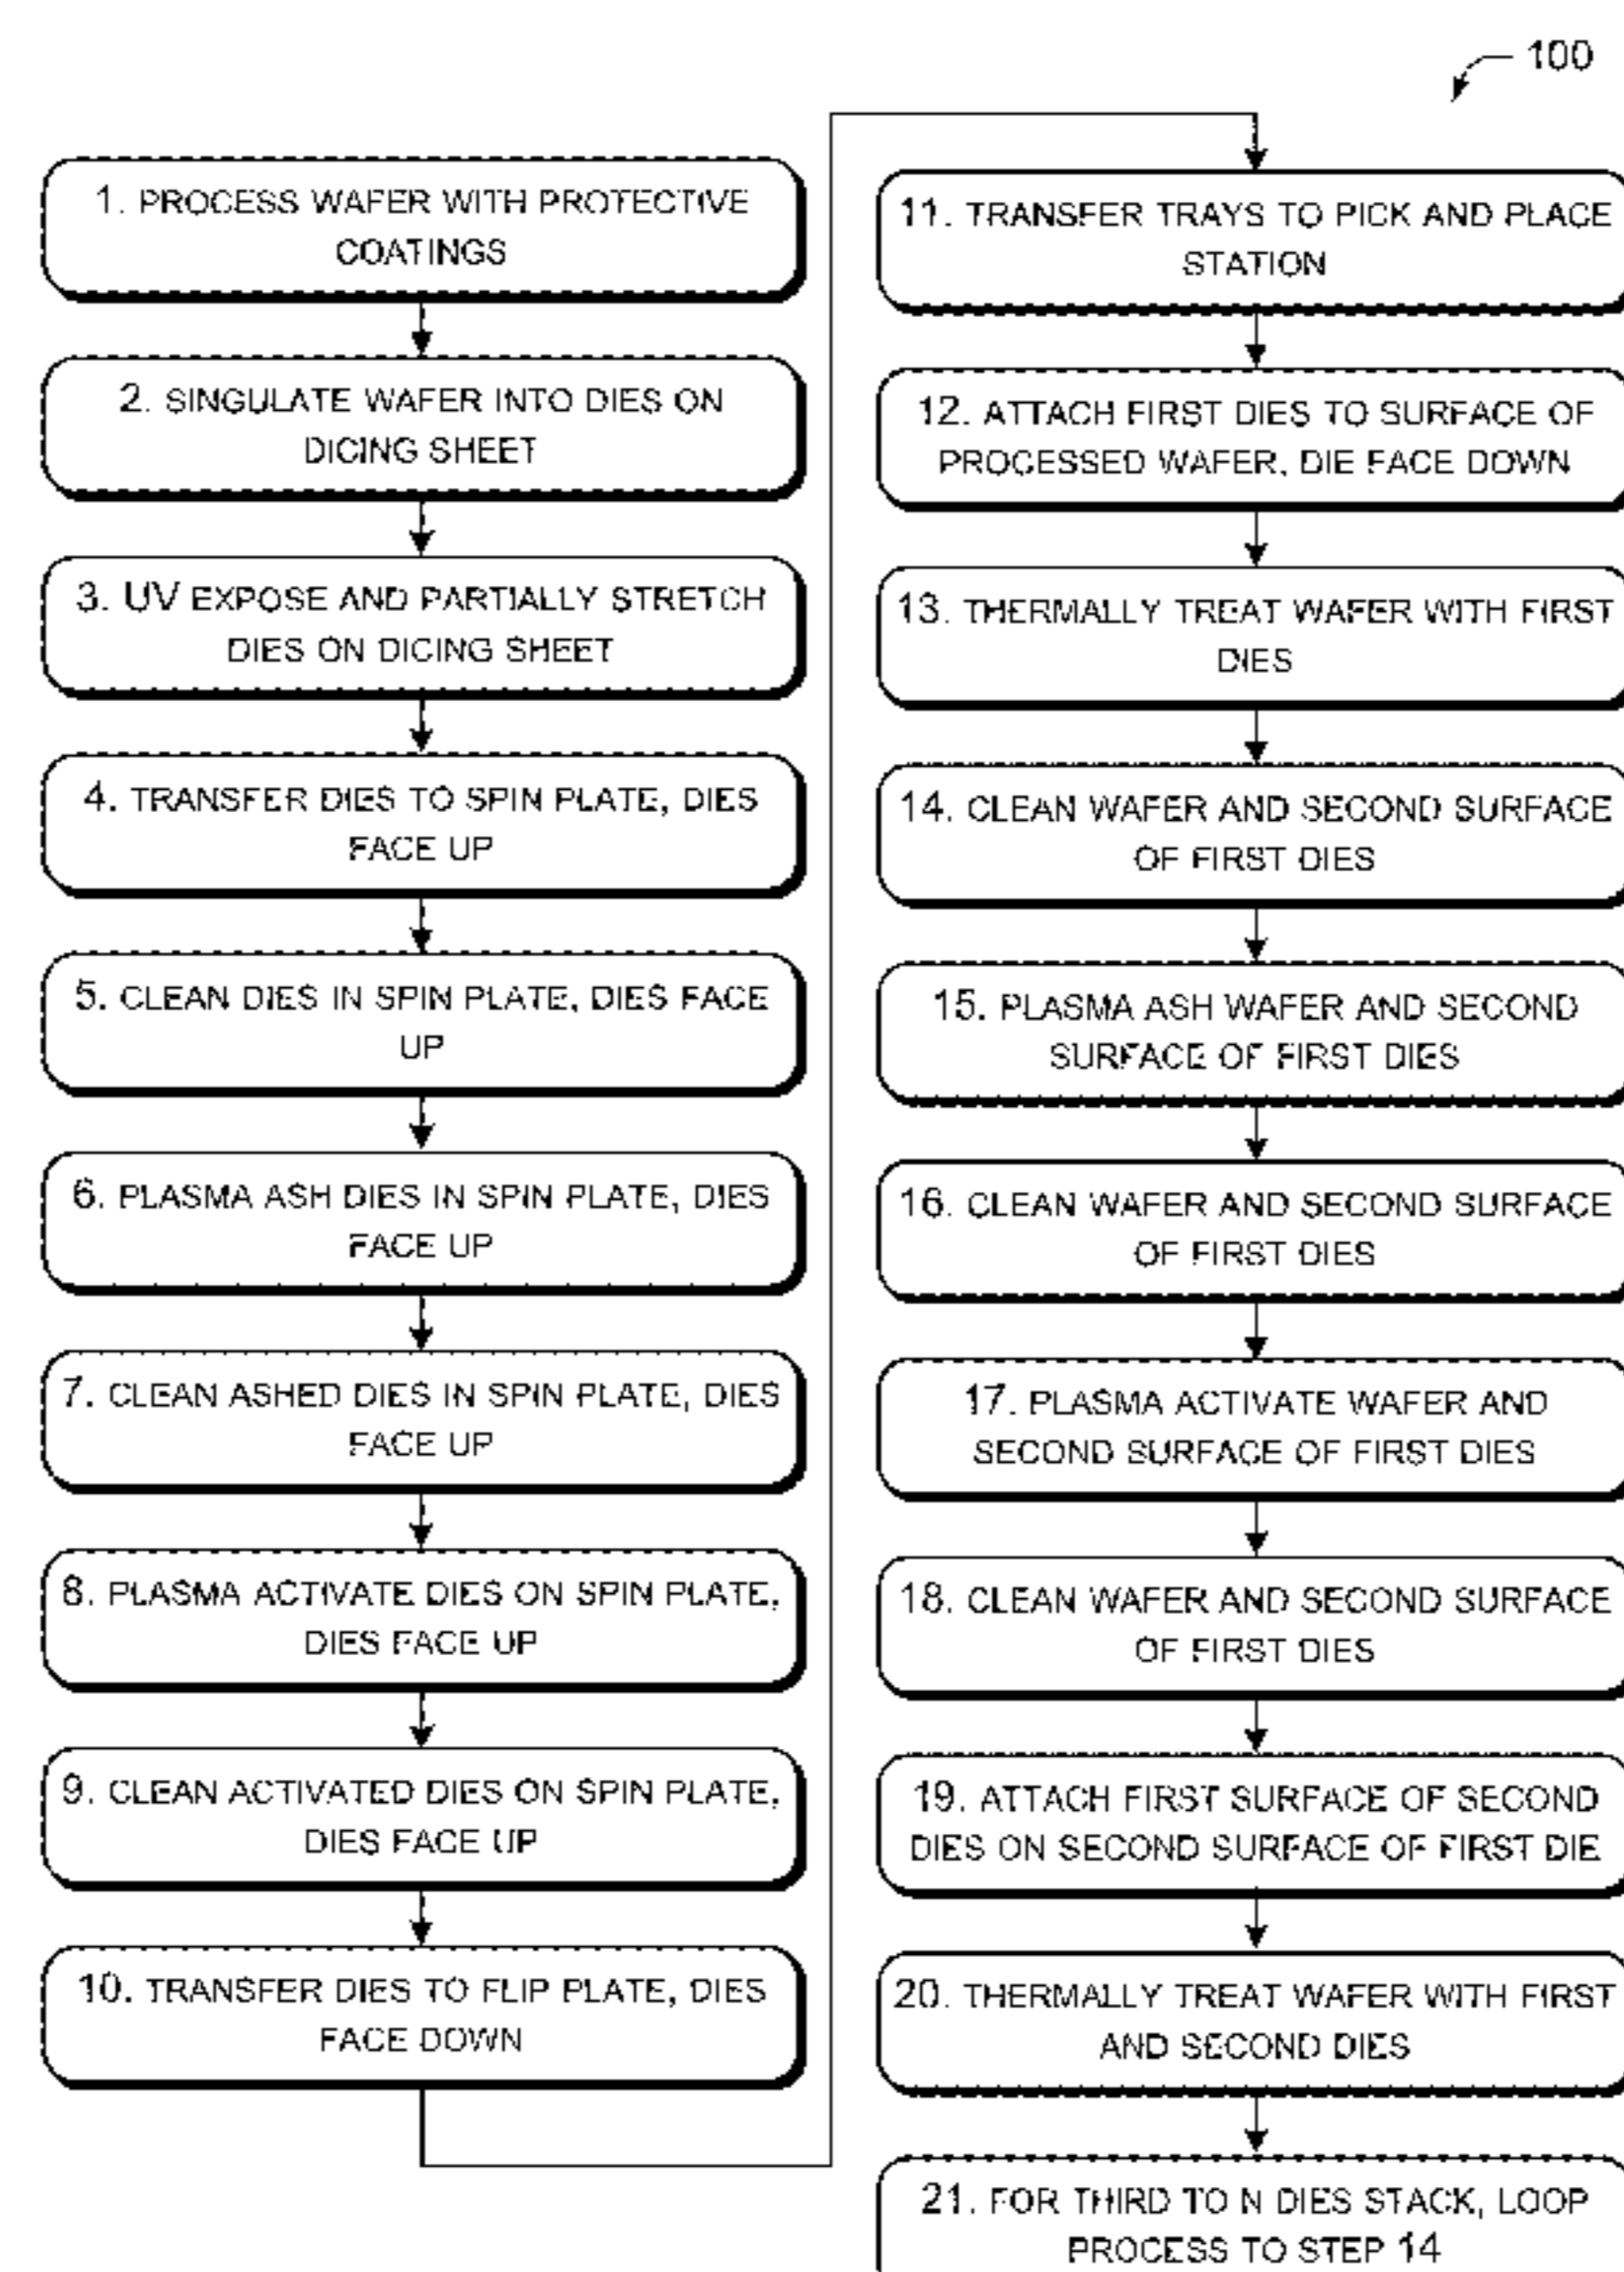 100
1. PROCESS WAFER WITH PROTECTIVE
COATINGS
2. SINGULATE WAFER INTO DIES ON
DICING SHEET
3. UV EXPOSE AND PARTIALLY STRETCH
DIES ON DICING SHEET
4. TRANSFER DIES TO SPIN PLATE, DIES
FACE UP
5. CLEAN DIES IN SPIN PLATE, DIES FACE
UP
6. PLASMA ASH DIES IN SPIN PLATE, DIES
FACE UP
7. CLEAN ASHED DIES IN SPIN PLATE, DIES
FACE UP
8. PLASMA ACTIVATE DIES ON SPIN PLATE,
DIES FACE UP
9. CLEAN ACTIVATED DIES ON SPIN PLATE,
DIES FACE UP
10. TRANSFER DIES TO FLIP PLATE, DIES
FACE DOWN
11. TRANSFER TRAYS TO PICK AND PLACE
STATION
12. ATTACH FIRST DIES TO SURFACE OF
PROCESSED WAFER, DIE FACE DOWN
13. THERMALLY TREAT WAFER WITH FIRST
DIES
14. CLEAN WAFER AND SECOND SURFACE
OF FIRST DIES
15. PLASMA ASH WAFER AND SECOND
SURFACE OF FIRST DIES
16. CLEAN WAFER AND SECOND SURFACE
OF FIRST DIES
17. PLASMA ACTIVATE WAFER AND
SECOND SURFACE OF FIRST DIES
18. CLEAN WAFER AND SECOND SURFACE
OF FIRST DIES
19. ATTACH FIRST SURFACE OF SECOND
DIES ON SECOND SURFACE OF FIRST DIE
20. THERMALLY TREAT WAFER WITH FIRST
AND SECOND DIES
21. FOR THIRD TO N DIES STACK, LOOP
PROCESS TO STEP 14